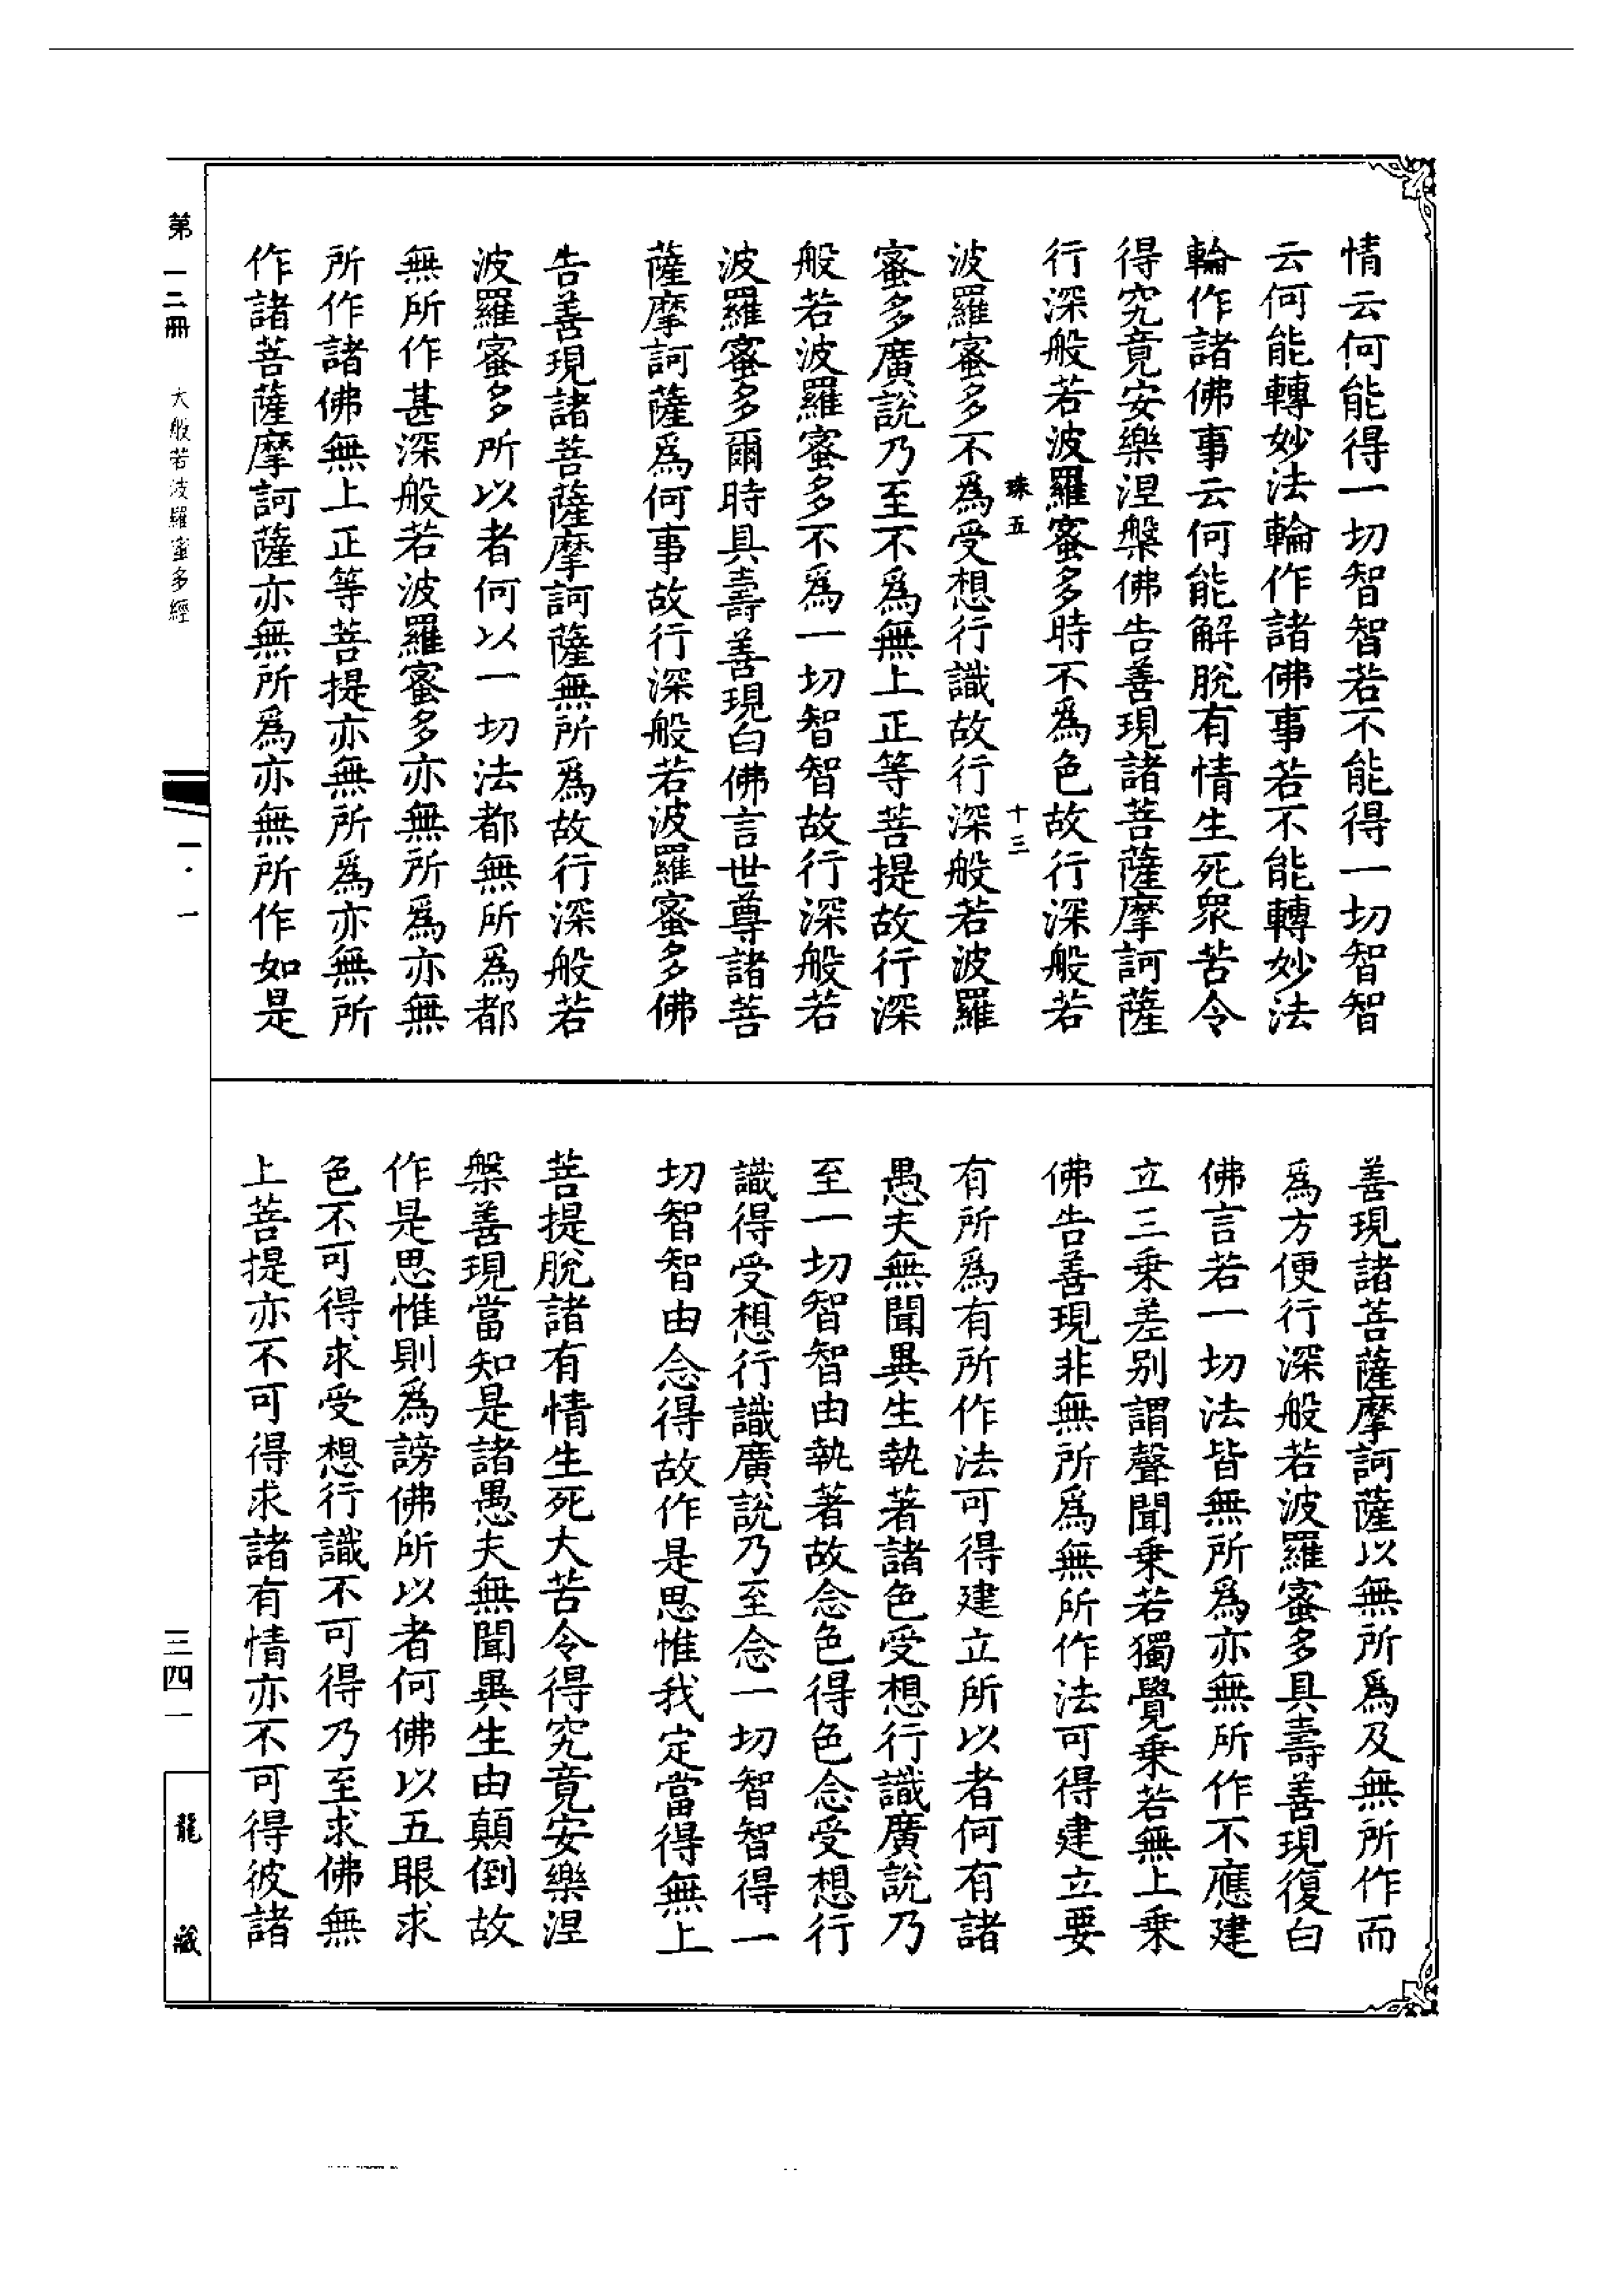 情云何能得一切智智若不能得一切智智
云何能轉妙法輪作諸佛事若不能轉妙法
輪作諸佛事云何能解脫有情生死衆苦令
得究竟安樂涅槃佛告善現諸菩薩摩訶薩
行深般若波羅蜜多時不爲色故行深般若
珠五 十三
波羅蜜多不爲受想行識故行深般若波羅
蜜多廣說乃至不爲無上正等菩提故行深
般若波羅蜜多不爲一切智智故行深般若
波羅蜜多爾時具壽善現白佛言世尊諸菩
薩摩訶薩爲何事故行深般若波羅蜜多佛
告善現諸菩薩摩訶薩無所爲故行深般若
波羅蜜多所以者何以一切法都無所爲都
無所作甚深般若波羅蜜多亦無所爲亦無
所作諸佛無上正等菩提亦無所爲亦無所
作諸菩薩摩訶薩亦無所爲亦無所作如是
善現諸菩薩摩訶薩以無所爲及無所作而
爲方便行深般若波羅蜜多具壽善現復白
佛言若一切法皆無所爲亦無所作不應建
立三乘差别謂聲聞乘若獨覺乘若無上乘
佛告善現非無所爲無所作法可得建立要
有所爲有所作法可得建立所以者何有諸
愚夫無聞異生執著諸色受想行識廣說乃
至一切智智由執著故念色得色念受想行
識得受想行識廣說乃至念一切智智得一
切智智由念得故作是思惟我定當得無上
菩提脫諸有情生死大苦令得究竟安樂涅
槃善現當知是諸愚夫無聞異生由顛倒故
作是思惟則爲謗佛所以者何佛以五眼求
色不可得求受想行識不可得乃至求佛無
上菩提亦不可得求諸有情亦不可得彼諸
第一二冊 大般若波羅蜜多經 一·一 三四一 龍藏